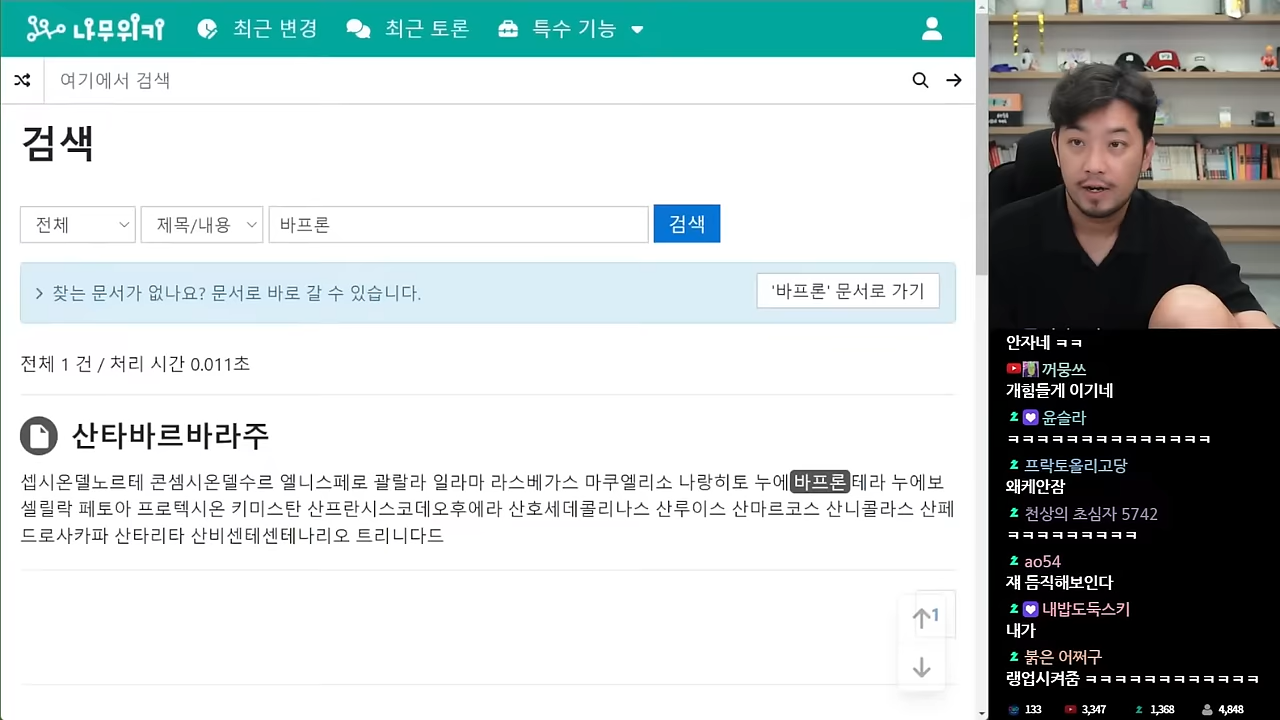 나무위키 최근 변경 최근 토론 특수 기능
여기에서 검색
검색
전체 제목/내용 바프론 검색
찾는 문서가 없나요? 문서로 바로 갈 수 있습니다. '바프론' 문서로 가기
전체 1 건 / 처리 시간 0.011초
산타바르바라주
셉시온델노르테 콘셈시온델수르 엘니스페로 괄랄라 일라마 라스베가스 마쿠엘리소 나랑히토 누에바프론테라 누에보
셀릴락 페토아 프로텍시온 키미스탄 산프란시스코데오후에라 산호세데콜리나스 산루이스 산마르코스 산니콜라스 산페
드로사카파 산타리타 산비센테센테나리오 트리니다드
1
안자네 ㅋㅋ
꺼뭉쓰
개힘들게 이기네
윤슬라
ㅋㅋㅋㅋㅋㅋㅋㅋㅋㅋㅋㅋㅋㅋ
프락토올리고당
왜케안잠
천상의 초심자 5742
ㅋㅋㅋㅋㅋㅋㅋㅋㅋ
ao54
쟤 듬직해보인다
내밥도둑스키
내가
붉은 어쩌구
랭업시켜줌 ㅋㅋㅋㅋㅋㅋㅋㅋㅋㅋㅋㅋ
133 3,347 1,368 4,848